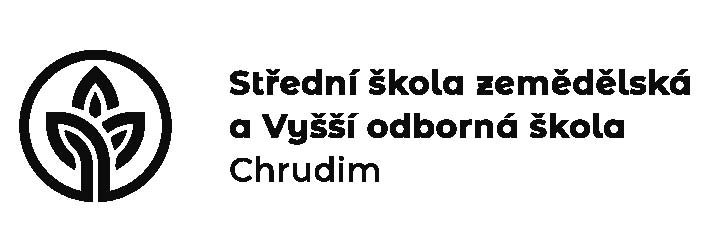 Střední škola zemědělská
a Vyšší odborná škola
Chrudim